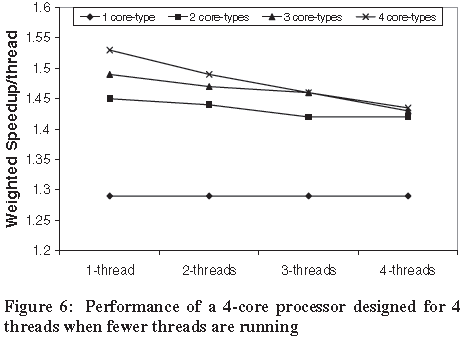 1.6
1 core-type 2 core-types 3 core-types 4 core-types
1.55
1.5
1.45
1.4
1.35
1.3
1.25
1.2
Weighted Speedup/thread
1-thread 2-threads 3-threads 4-threads
Figure 6: Performance of a 4-core processor designed for 4
threads when fewer threads are running